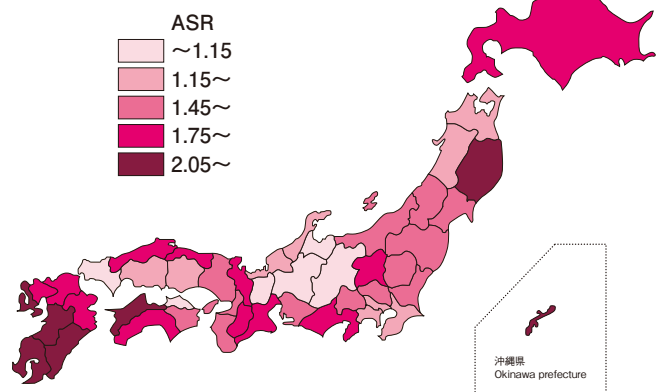 ASR
〜1.15
1.15〜
1.45〜
1.75〜
2.05〜
沖縄県
Okinawa prefecture